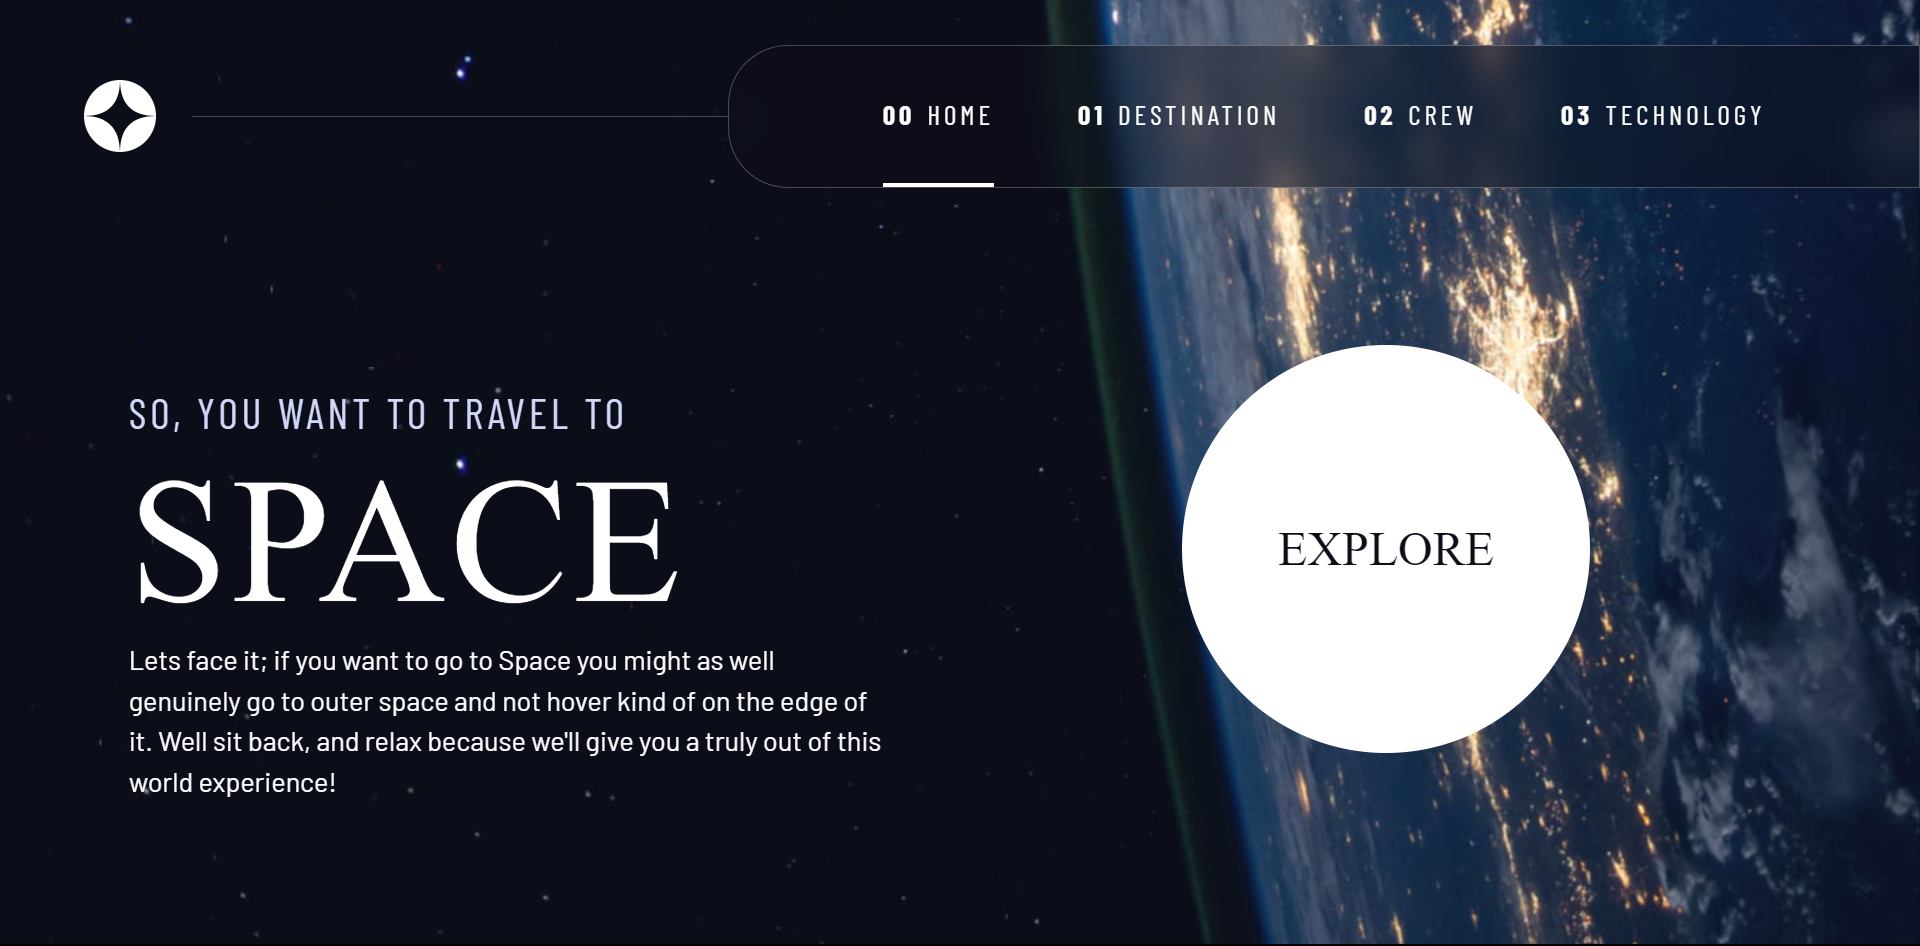 00 HOME 01 DESTINATION 02 CREW 03 TECHNOLOGY
SO, YOU WANT TO TRAVEL TO
SPACE
Lets face it; if you want to go to Space you might as well
genuinely go to outer space and not hover kind of on the edge of
it. Well sit back, and relax because we'll give you a truly out of this
world experience!
EXPLORE